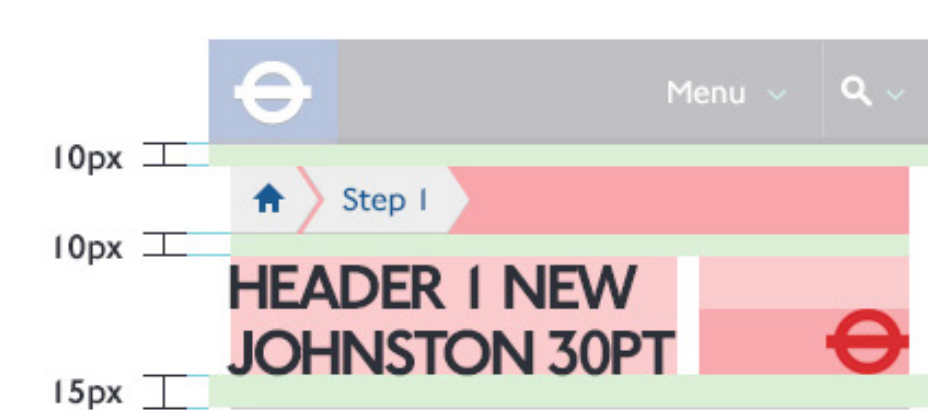 Menu
10px
Step 1
10px
HEADER 1 NEW
JOHNSTON 30PT
15px